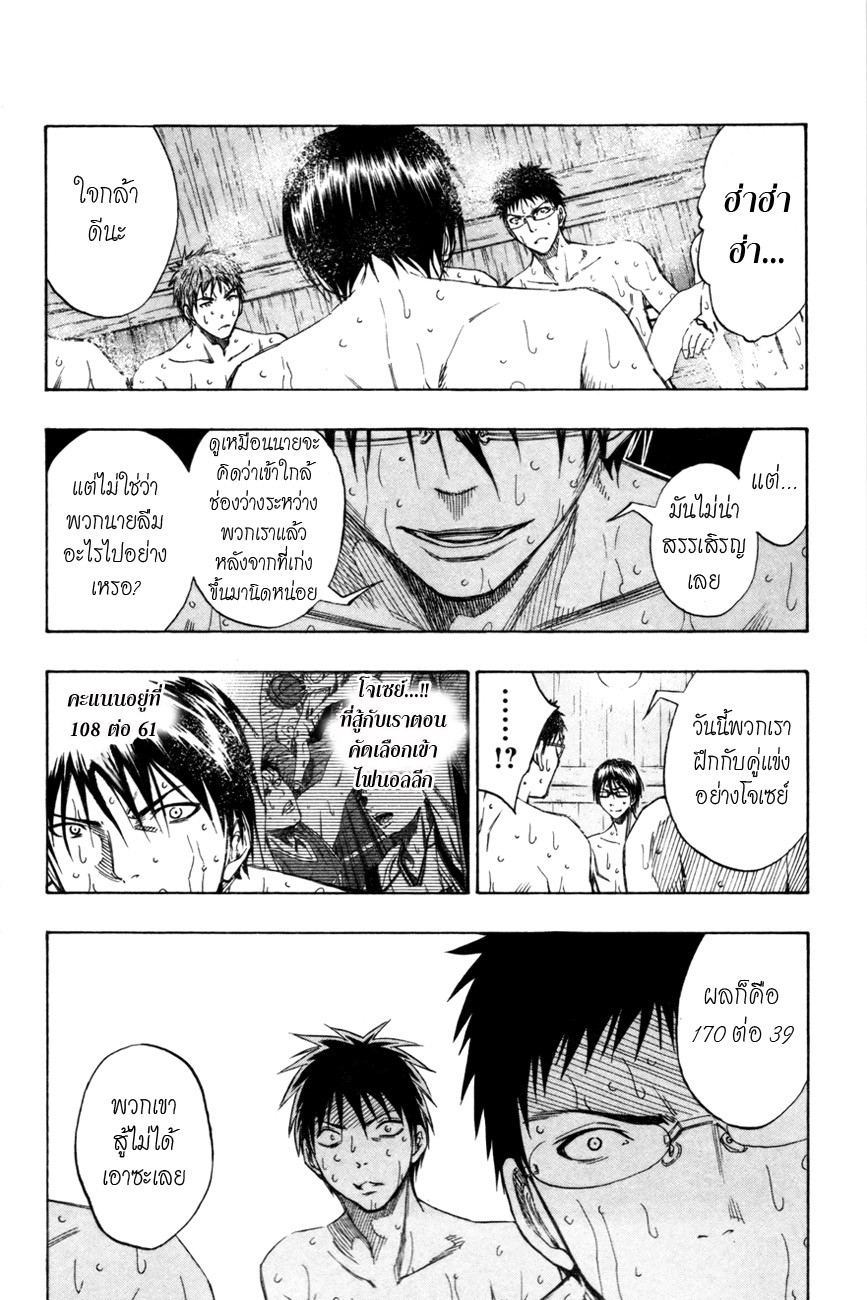 ฮ่าฮ่า
ฮ่า...
ใจกล้า
ดีนะ
แต่...
มันไม่น่า
สรรเสริญ
เลย
ดูเหมือนนายจะ
คิดว่าเข้าใกล้
ช่องว่างระหว่าง
พวกเราแล้ว
หลังจากที่เก่ง
ขึ้นมานิดหน่อย
แต่ไม่ใช่ว่า
พวกนายลืม
อะไรไปอย่าง
เหรอ?
วันนี้พวกเรา
ฝึกกับคู่แข่ง
อย่างโจเซย์
......!?
โจเซย์...!!
ที่สู้กับเราตอน
คัดเลือกเข้า
ไฟนอลลีก
คะแนนอยู่ที่
108 ต่อ 61
ผลก็คือ
170 ต่อ 39
พวกเขา
สู้ไม่ได้
เอาซะเลย